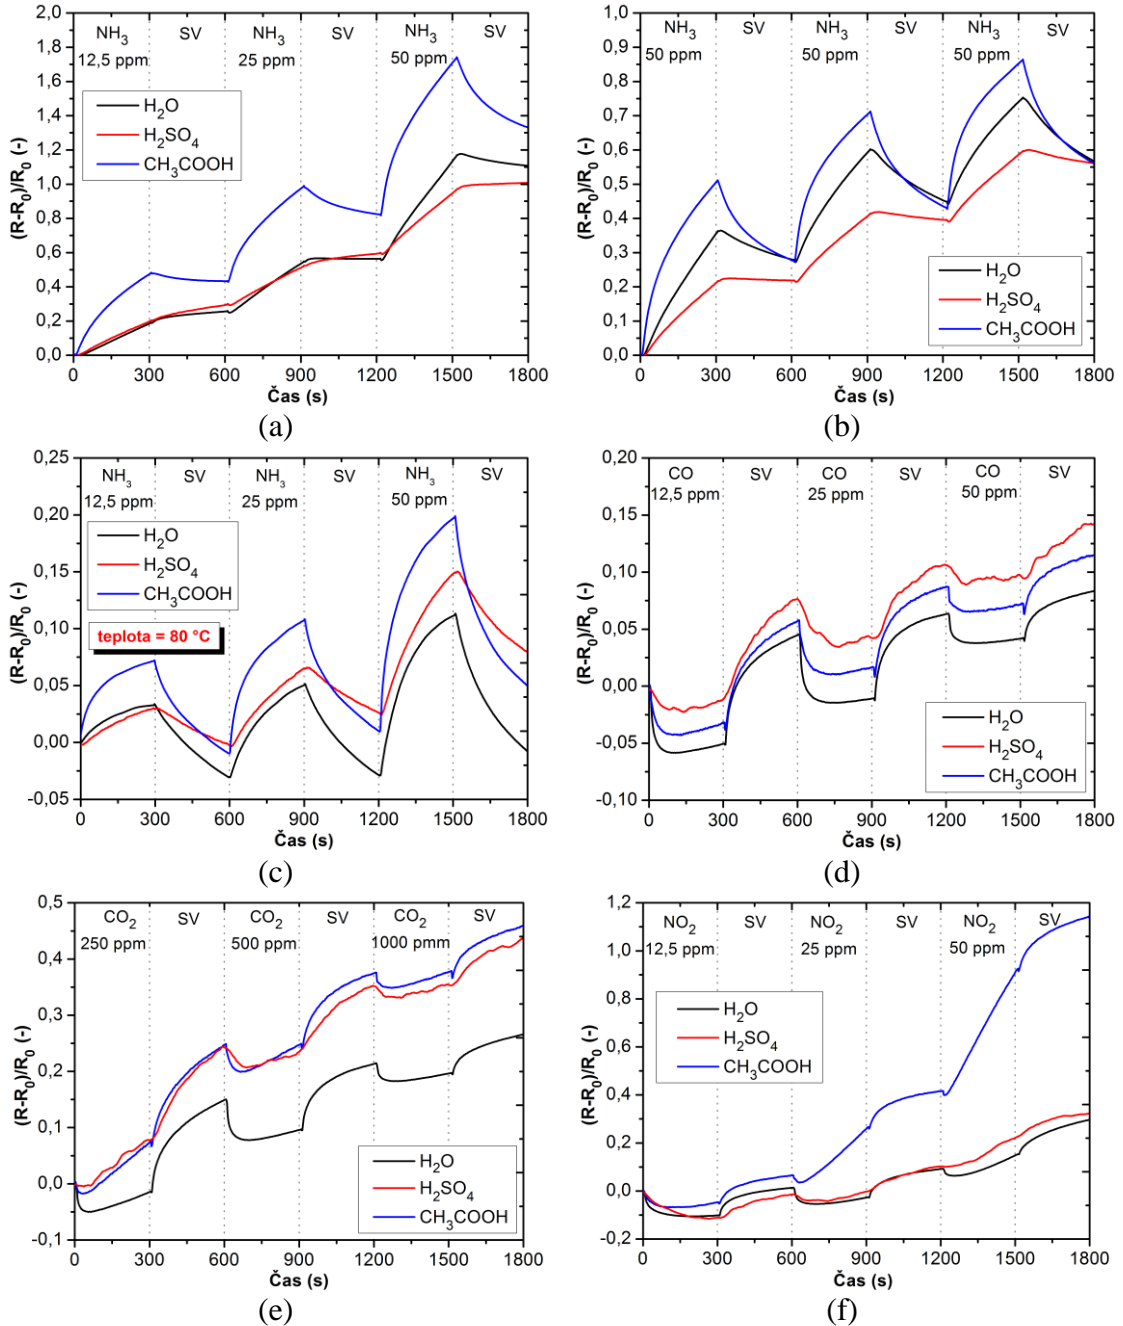 NH3 SV NH3 SV NH3 SV
12,5 ppm 25 ppm 50 ppm
H2O
H2SO4
CH3COOH
(R-R0)/R0 (-)
2,0
1,8
1,6
1,4
1,2
1,0
0,8
0,6
0,4
0,2
0,0
0 300 600 900 1200 1500 1800
Čas (s)
(a)
NH3 SV NH3 SV NH3 SV
50 ppm 50 ppm 50 ppm
H2O
H2SO4
CH3COOH
(R-R0)/R0 (-)
1,0
0,9
0,8
0,7
0,6
0,5
0,4
0,3
0,2
0,1
0,0
0 300 600 900 1200 1500 1800
Čas (s)
(b)
NH3 SV NH3 SV NH3 SV
12,5 ppm 25 ppm 50 ppm
H2O
H2SO4
CH3COOH
teplota = 80 °C
(R-R0)/R0 (-)
0,25
0,20
0,15
0,10
0,05
0,00
-0,05
0 300 600 900 1200 1500 1800
Čas (s)
(c)
CO SV CO SV CO SV
12,5 ppm 25 ppm 50 ppm
H2O
H2SO4
CH3COOH
(R-R0)/R0 (-)
0,20
0,15
0,10
0,05
0,00
-0,05
-0,10
0 300 600 900 1200 1500 1800
Čas (s)
(d)
CO2 SV CO2 SV CO2 SV
250 ppm 500 ppm 1000 pmm
H2O
H2SO4
CH3COOH
(R-R0)/R0 (-)
0,5
0,4
0,3
0,2
0,1
0,0
-0,1
0 300 600 900 1200 1500 1800
Čas (s)
(e)
NO2 SV NO2 SV NO2 SV
12,5 ppm 25 ppm 50 ppm
H2O
H2SO4
CH3COOH
(R-R0)/R0 (-)
1,2
1,0
0,8
0,6
0,4
0,2
0,0
-0,2
0 300 600 900 1200 1500 1800
Čas (s)
(f)